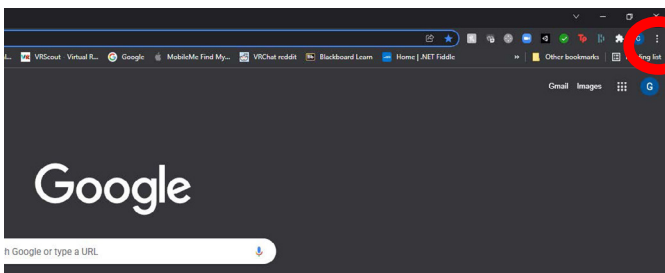 VRScout Virtual R... Google MobileMe Find My... VRChat reddit Blackboard Learn Home | .NET Fiddle » Other bookmarks list
Gmail Images G
Google
h Google or type a URL